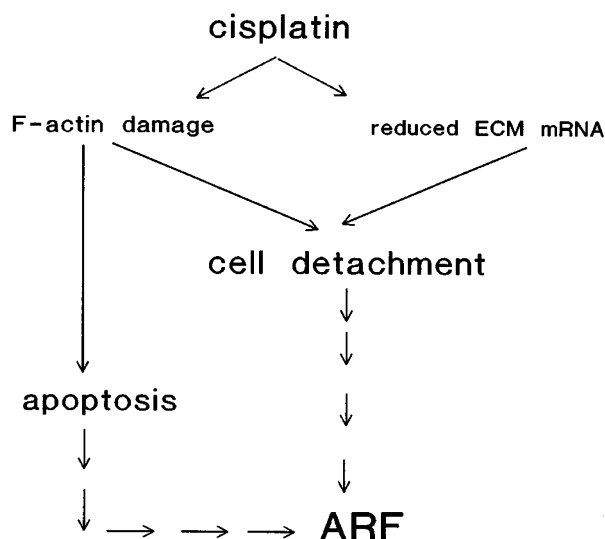 cisplatin
F-actin damage
reduced ECM mRNA
cell detachment
apoptosis
ARF